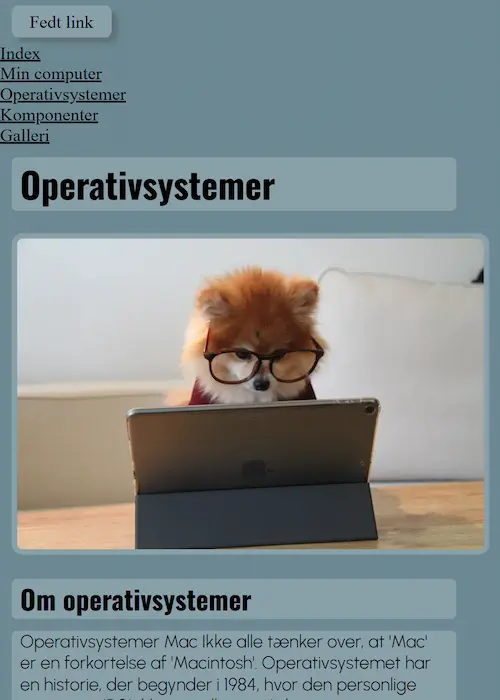 Fedt link
Index
Min computer
Operativsystemer
Komponenter
Galleri
Operativsystemer
Om operativsystemer
Operativsystemer Mac Ikke alle tænker over, at 'Mac'
er en forkortelse af 'Macintosh'. Operativsystemet har
en historie, der begynder i 1984, hvor den personlige